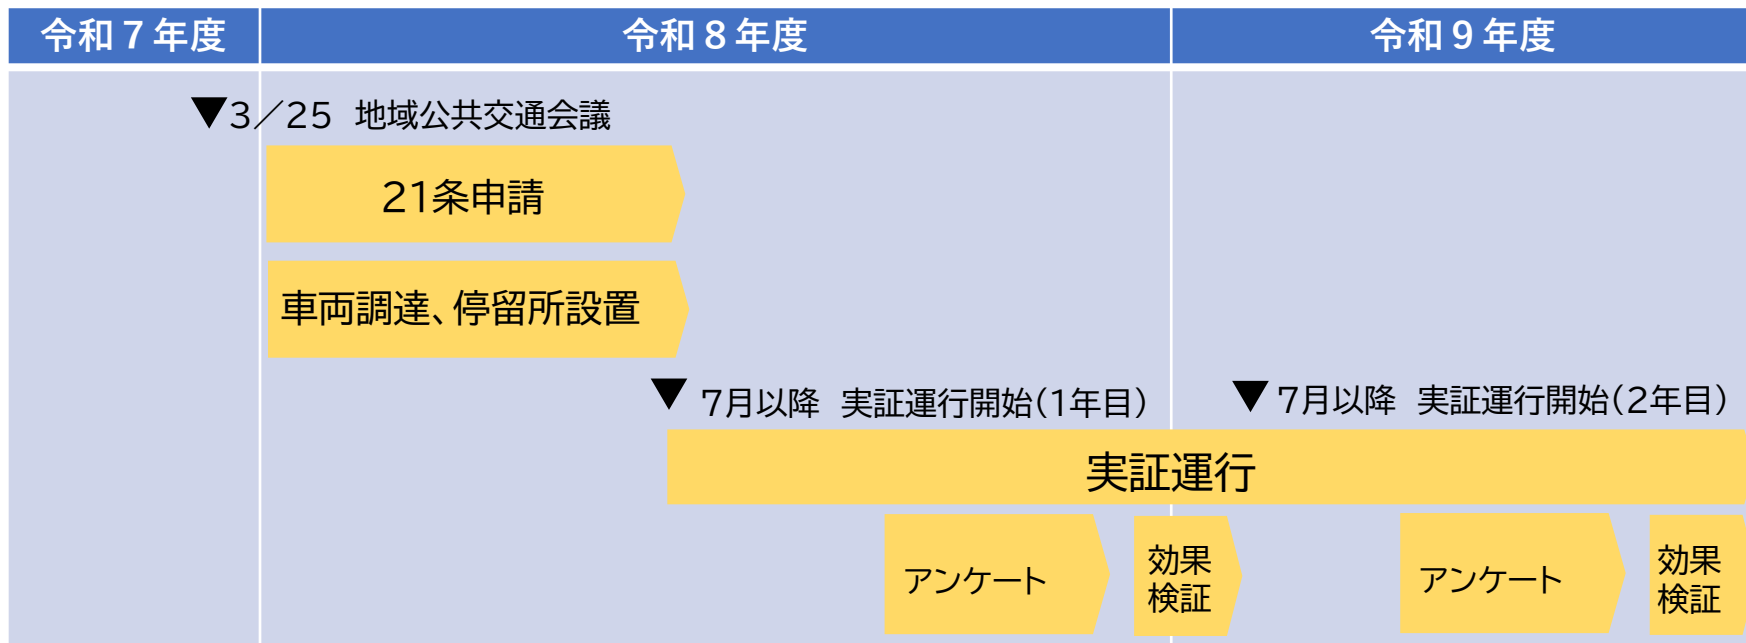 令和７年度
令和８年度
令和９年度
▼3／25　地域公共交通会議
21条申請
車両調達、停留所設置
▼ 7月以降　実証運行開始(1年目)
▼ 7月以降　実証運行開始(2年目)
実証運行
アンケート
効果
検証
アンケート
効果
検証